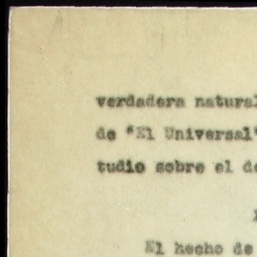 verdadera natural
de "El Universal"
tudio sobre el d
El hecho de